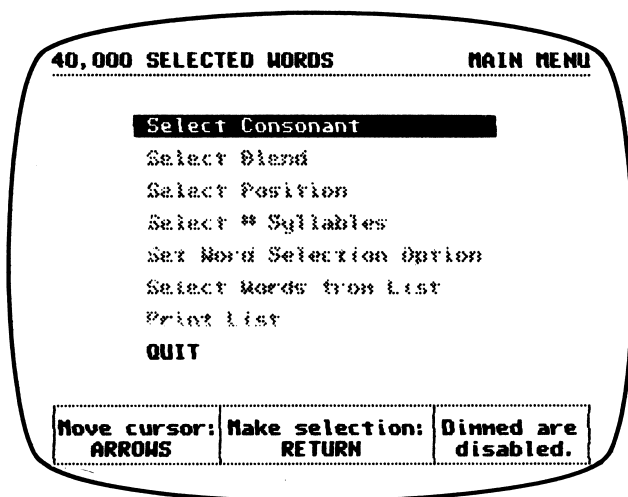 40,000 SELECTED WORDS MAIN MENU
Select Consonant
Select Blend
Select Position
Select # Syllables
Set Word Selection Option
Select Words from List
Print List
QUIT
Move cursor: Make selection: Dimmed are
ARROWS RETURN disabled.